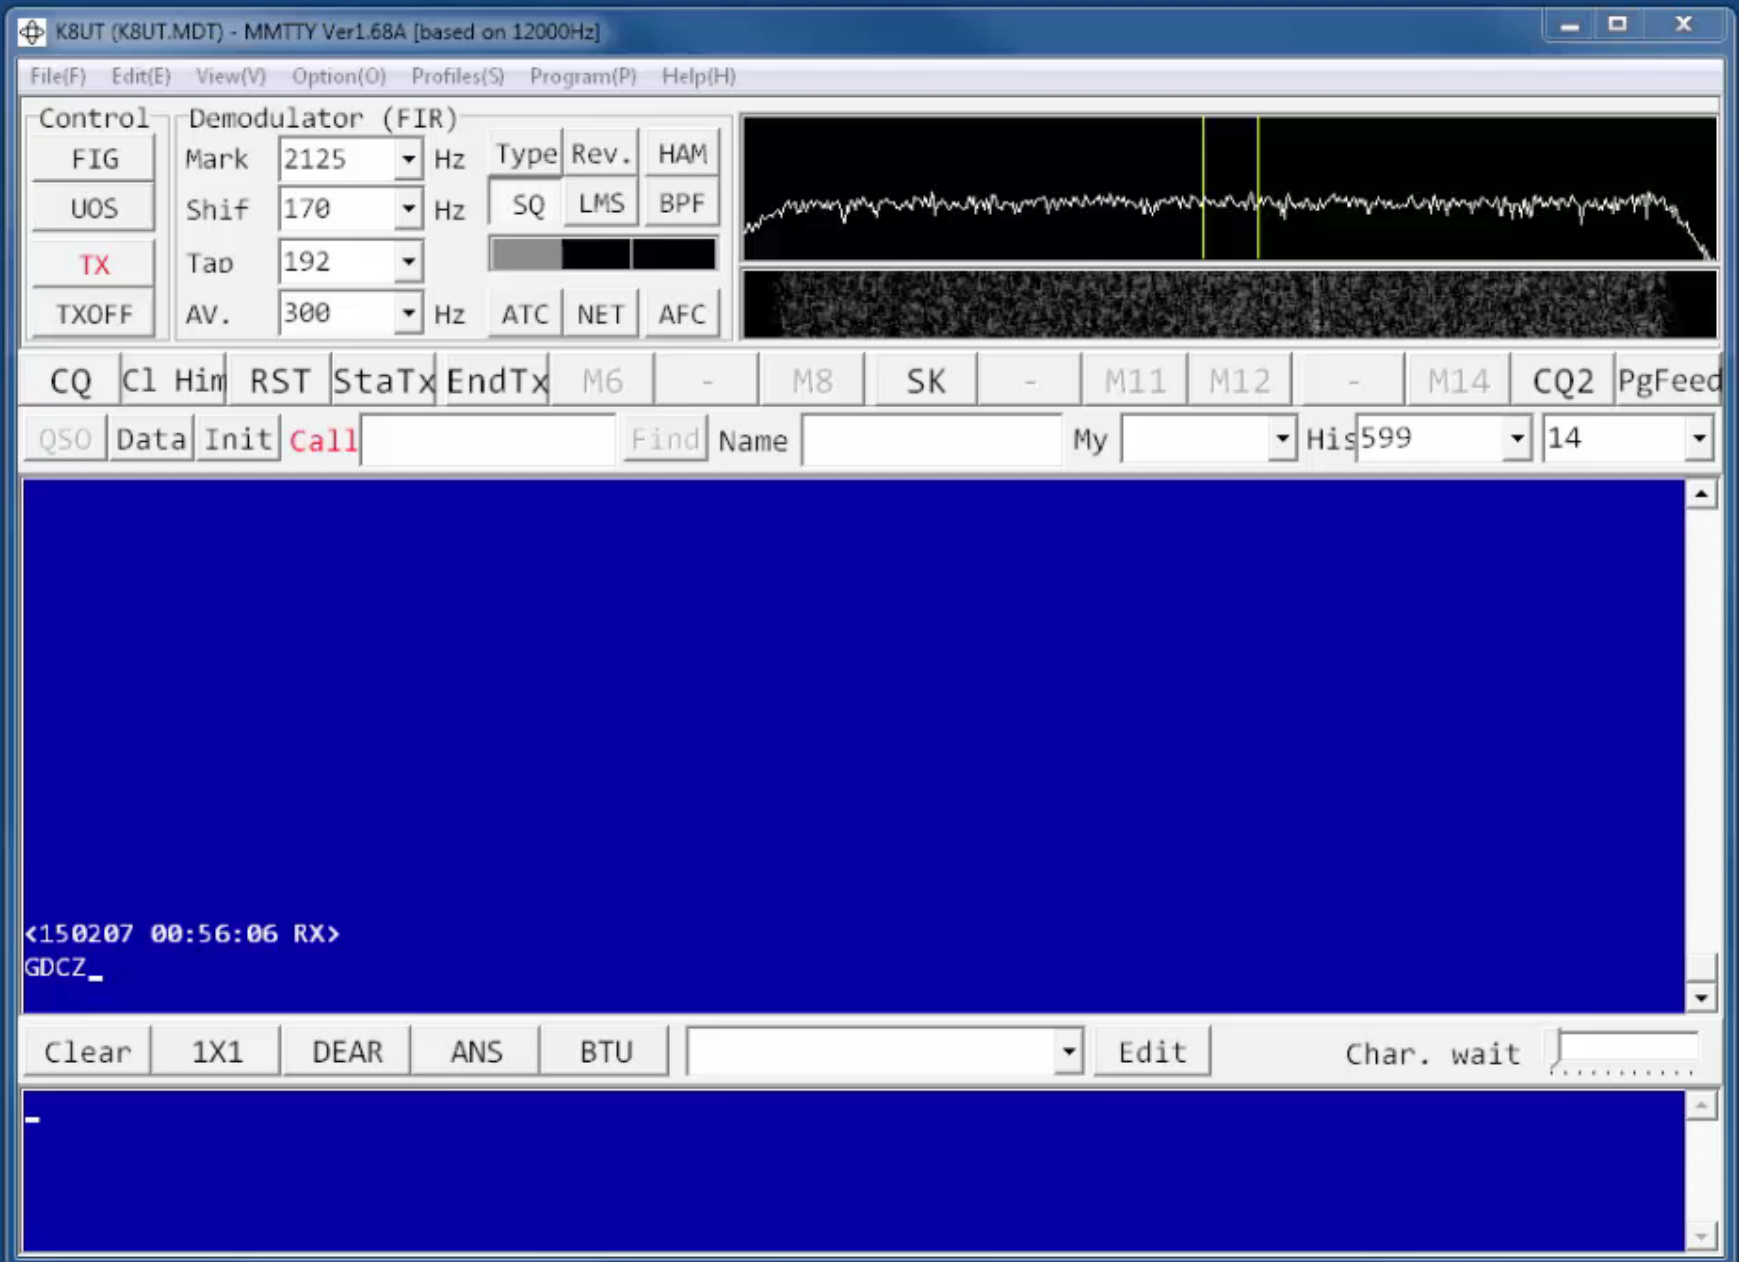 K8UT (K8UT.MDT) - MMTTY Ver1.68A [based on 12000Hz]
File(F) Edit(E) View(V) Option(O) Profiles(S) Program(P) Help(H)
Control Demodulator (FIR)
FIG Mark 2125 Hz Type Rev. HAM
UOS Shif 170 Hz SQ LMS BPF
TX Tap 192
TXOFF AV. 300 Hz ATC NET AFC
CQ Cl Him RST StaTx EndTx M6 - M8 SK - M11 M12 - M14 CQ2 PgFeed
QSO Data Init Call Find Name My His 599 14
<150207 00:56:06 RX>
GDCZ_
Clear 1X1 DEAR ANS BTU Edit Char. wait